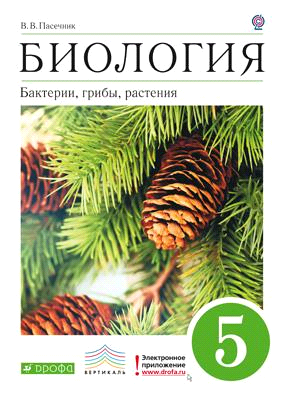 В. В. Пасечник
БИОЛОГИЯ
Бактерии, грибы, растения
5
дрофа
ВЕРТИКАЛЬ
! Электронное
приложение
www.drofa.ru